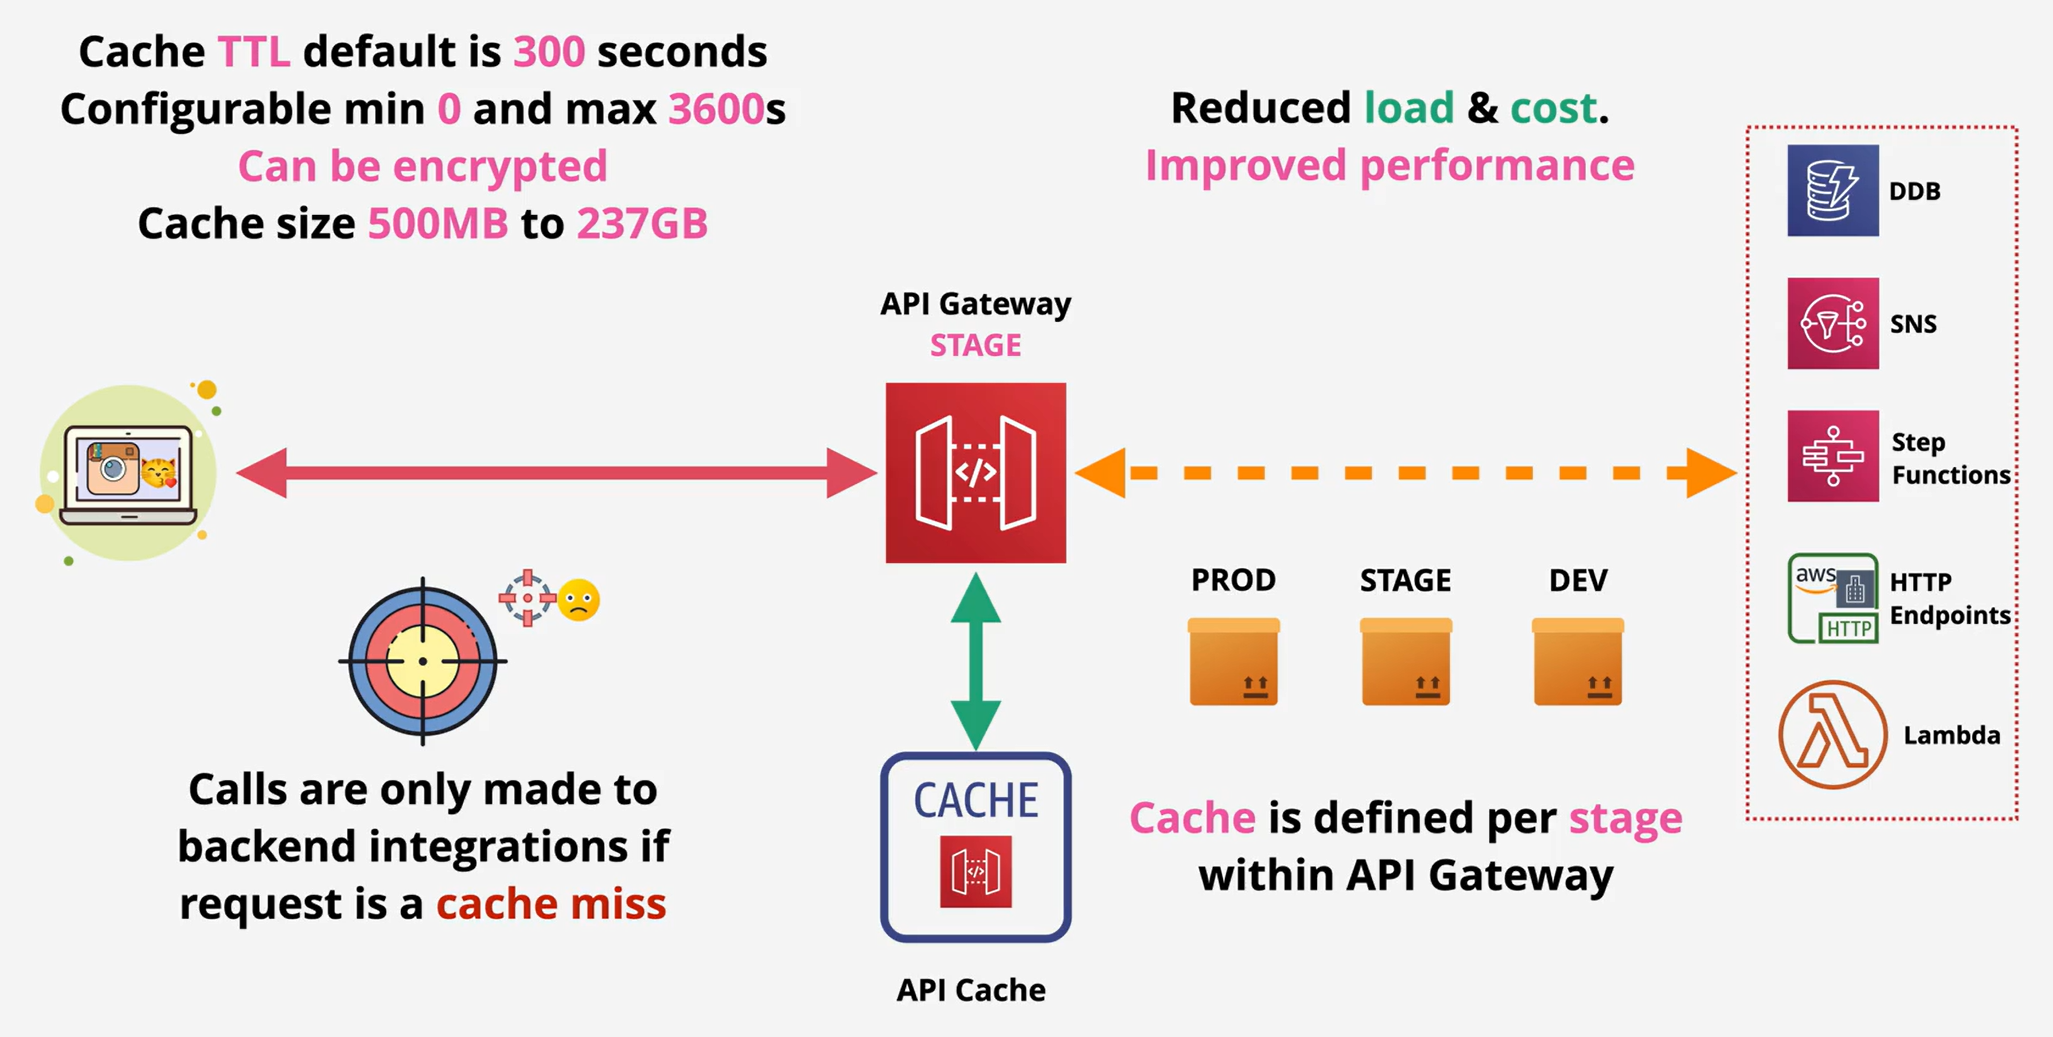 Cache TTL default is 300 seconds
Configurable min 0 and max 3600s
Can be encrypted
Cache size 500MB to 237GB
Reduced load & cost.
Improved performance
API Gateway
STAGE
DDB
SNS
Step
Functions
aws
HTTP
HTTP
Endpoints
Lambda
</>
PROD
STAGE
DEV
Calls are only made to
backend integrations if
request is a cache miss
CACHE
</>
API Cache
Cache is defined per stage
within API Gateway